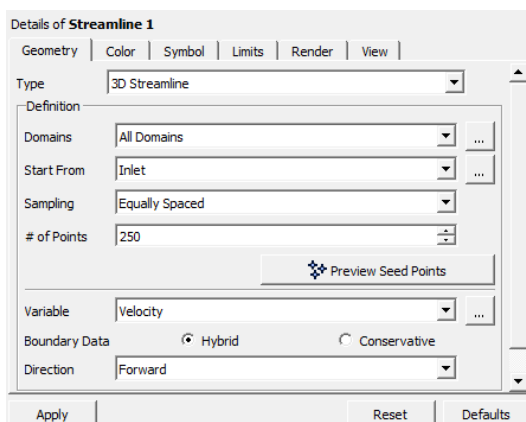 Details of Streamline 1
Geometry Color Symbol Limits Render View
Type 3D Streamline
Definition
Domains All Domains ...
Start From Inlet ...
Sampling Equally Spaced
# of Points 250
Preview Seed Points
Variable Velocity ...
Boundary Data Hybrid Conservative
Direction Forward
Apply Reset Defaults